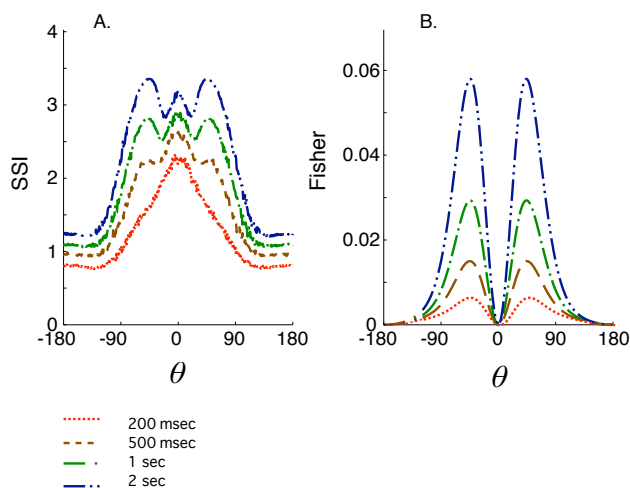 A.
B.
4
3
2
1
0
SSI
-180 -90 0 90 180
θ
0.06
0.04
0.02
0
Fisher
-180 -90 0 90 180
θ
200 msec
500 msec
1 sec
2 sec